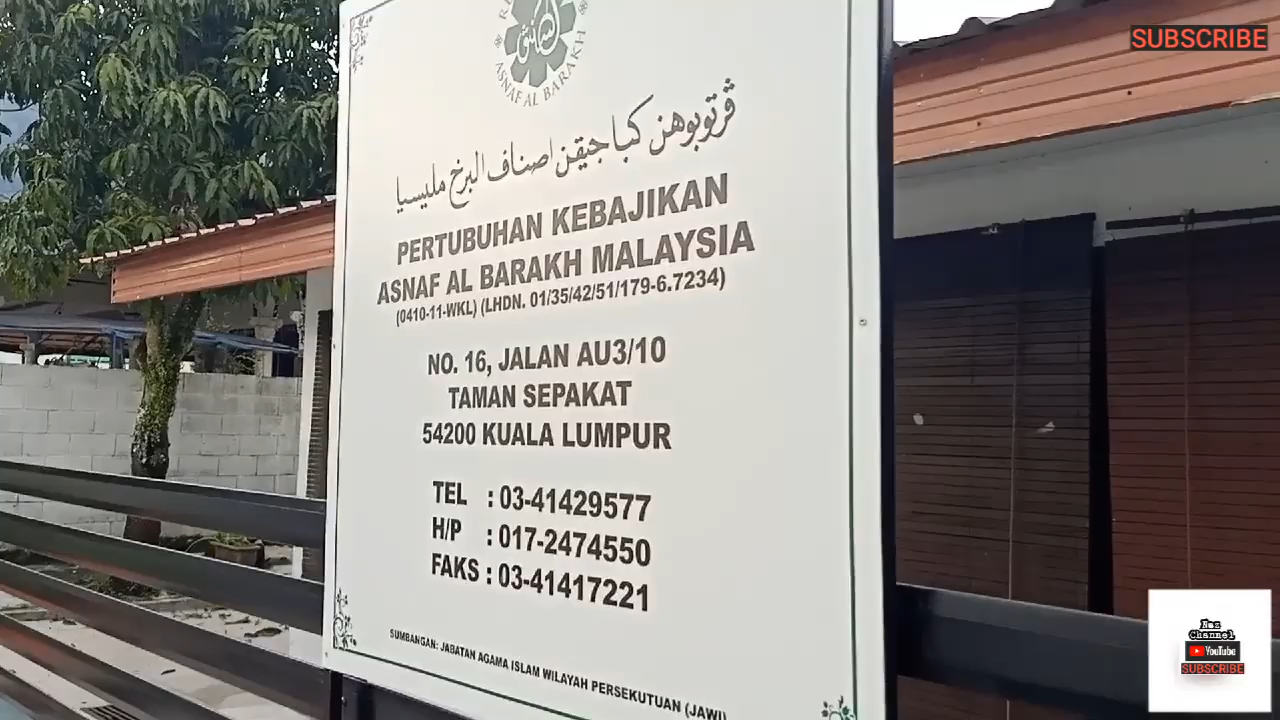 SUBSCRIBE
ASNAF AL BARAKH
ڤرتوبوهن كباجيقن اصناف البرخ مليسيا
PERTUBUHAN KEBAJIKAN
ASNAF AL BARAKH MALAYSIA
(0410-11-WKL) (LHDN. 01/35/42/51/179-6.7234)
NO. 16, JALAN AU3/10
TAMAN SEPAKAT
54200 KUALA LUMPUR
TEL : 03-41429577
H/P : 017-2474550
FAKS : 03-41417221
SUMBANGAN: JABATAN AGAMA ISLAM WILAYAH PERSEKUTUAN (JAWI
Naz
Channel
YouTube
SUBSCRIBE